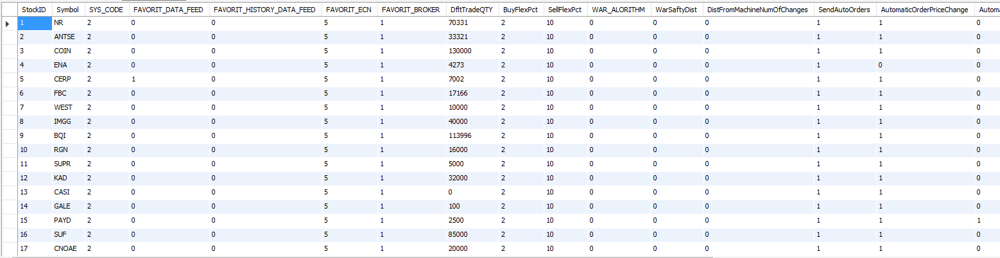 StockID Symbol SYS_CODE FAVORIT_DATA_FEED FAVORIT_HISTORY_DATA_FEED FAVORIT_ECN FAVORIT_BROKER DfltTradeQTY BuyFlexPct SellFlexPct WAR_ALORITHM WarSaftyDist DistFromMachineNumOfChanges SendAutoOrders AutomaticOrderPriceChange Automa
1 NR 2 0 0 5 1 70331 2 10 0 0 0 1 1 0
2 ANTSE 2 0 0 5 1 33321 2 10 0 0 0 1 1 0
3 COIN 2 0 0 5 1 130000 2 10 0 0 0 1 1 0
4 ENA 2 0 0 5 1 4273 2 10 0 0 0 1 0 0
5 CERP 2 1 0 5 1 7002 2 10 0 0 0 1 1 0
6 FBC 2 0 0 5 1 17166 2 10 0 0 0 1 1 0
7 WEST 2 0 0 5 1 10000 2 10 0 0 0 1 1 0
8 IMGG 2 0 0 5 1 40000 2 10 0 0 0 1 1 0
9 BQI 2 0 0 5 1 113996 2 10 0 0 0 1 1 0
10 RGN 2 0 0 5 1 16000 2 10 0 0 0 1 1 0
11 SUPR 2 0 0 5 1 5000 2 10 0 0 0 1 1 0
12 KAD 2 0 0 5 1 32000 2 10 0 0 0 1 1 0
13 CASI 2 0 0 5 1 0 2 10 0 0 0 1 1 0
14 GALE 2 0 0 5 1 100 2 10 0 0 0 1 1 0
15 PAYD 2 0 0 5 1 2500 2 10 0 0 0 1 1 1
16 SUF 2 0 0 5 1 85000 2 10 0 0 0 1 1 0
17 CNOAE 2 0 0 5 1 20000 2 10 0 0 0 1 1 0